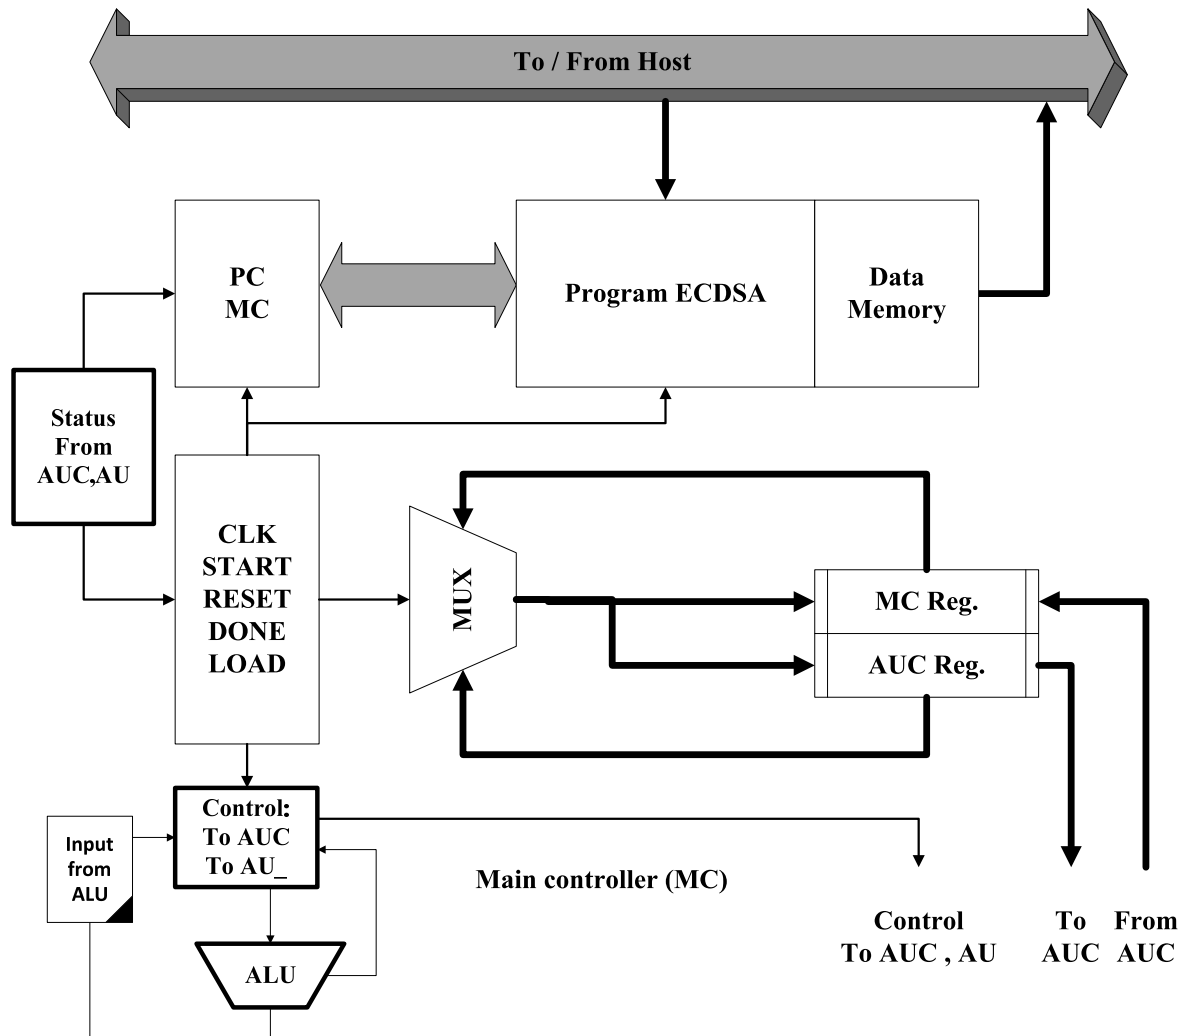 To / From Host
PC
MC
Program ECDSA
Data
Memory
Status
From
AUC,AU
CLK
START
RESET
DONE
LOAD
MUX
MC Reg.
AUC Reg.
Control:
To AUC
To AU_
Input
from
ALU
ALU
Main controller (MC)
Control
To AUC , AU
To
AUC
From
AUC